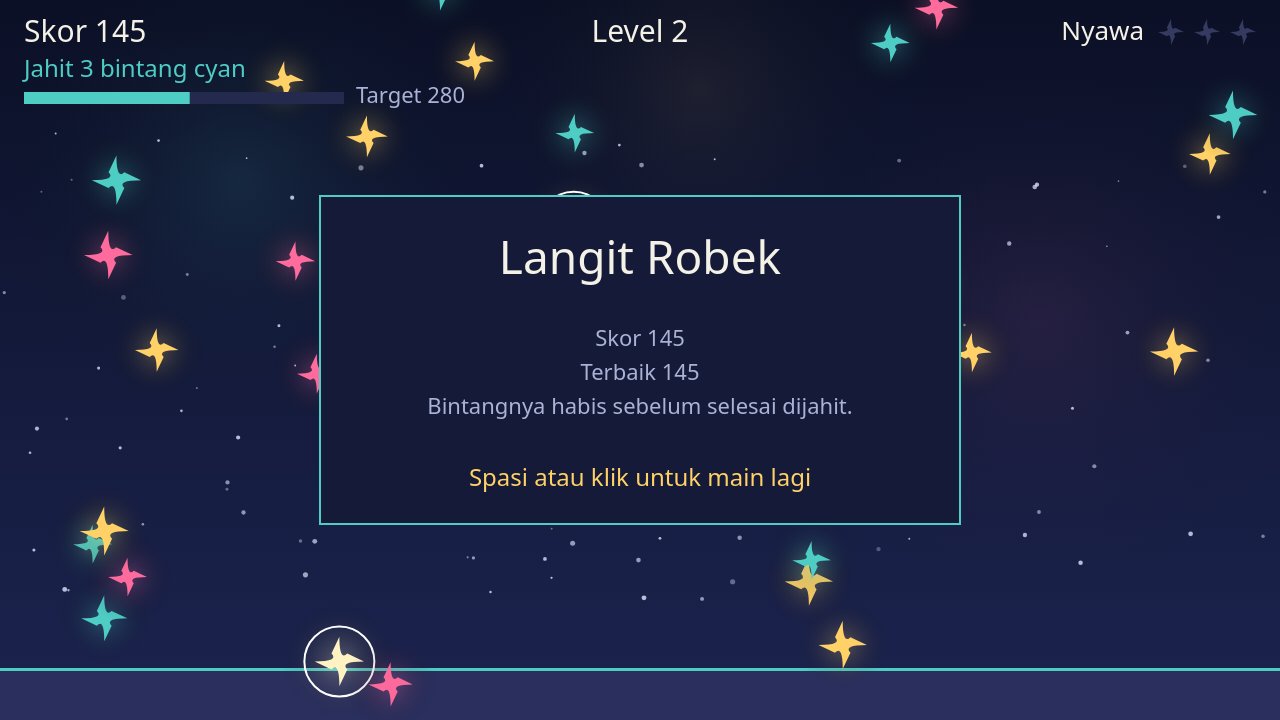 Skor 145
Level 2
Nyawa
Jahit 3 bintang cyan
Target 280
Langit Robek
Skor 145
Terbaik 145
Bintangnya habis sebelum selesai dijahit.
Spasi atau klik untuk main lagi